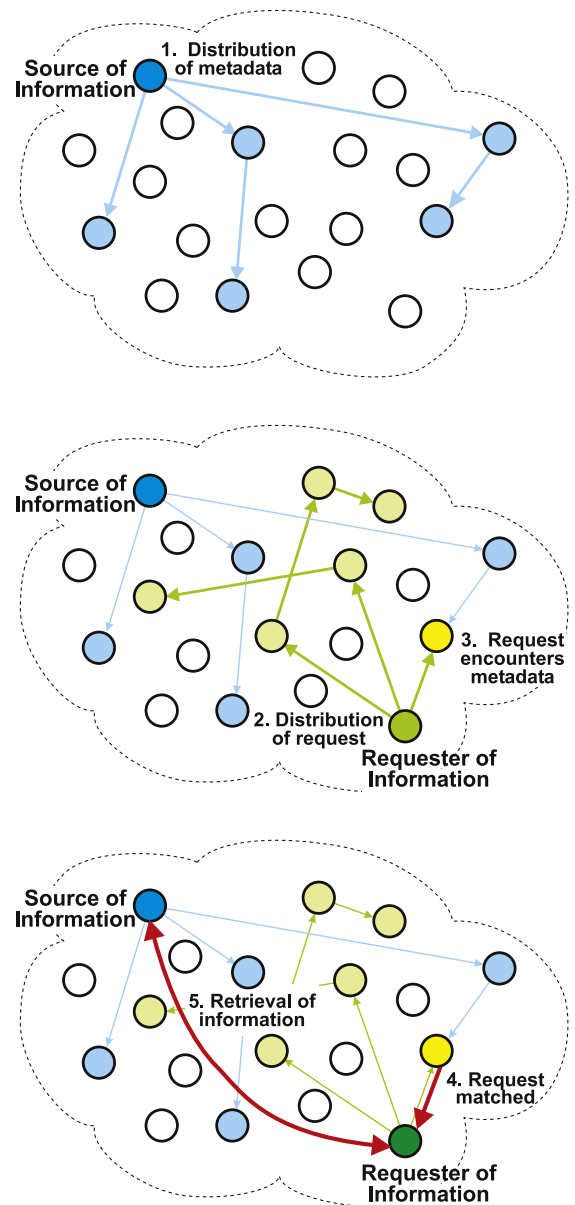 1. Distribution
of metadata
Source of
Information
Source of
Information
3. Request
encounters
metadata
2. Distribution
of request
Requester of
Information
Source of
Information
5. Retrieval of
information
4. Request
matched
Requester of
Information